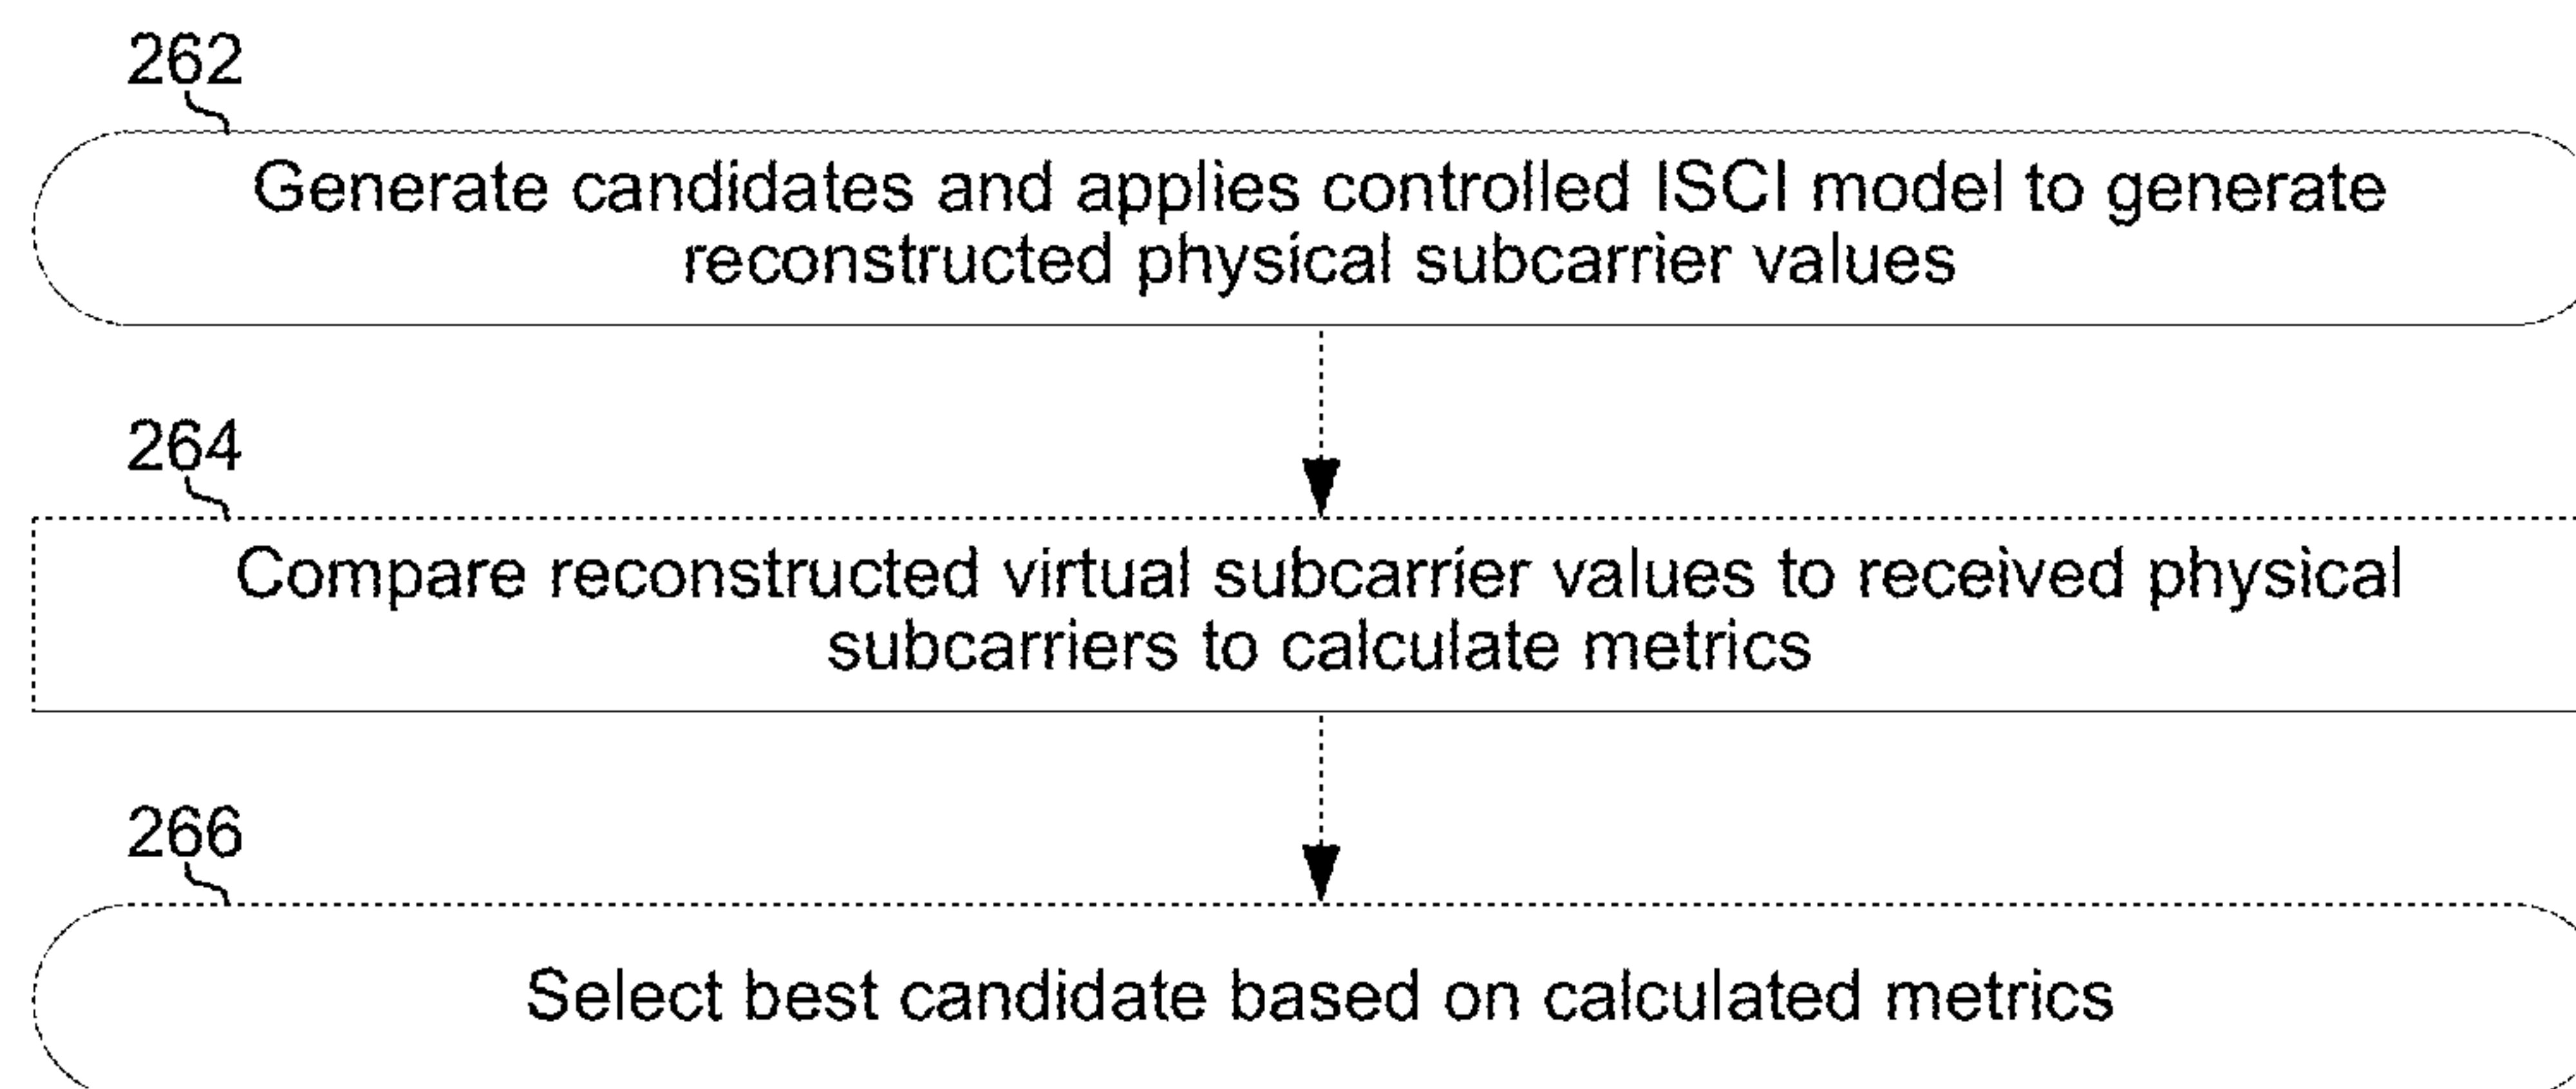 262
Generate candidates and applies controlled ISCI model to generate
reconstructed physical subcarrier values
264
Compare reconstructed virtual subcarrier values to received physical
subcarriers to calculate metrics
266
Select best candidate based on calculated metrics